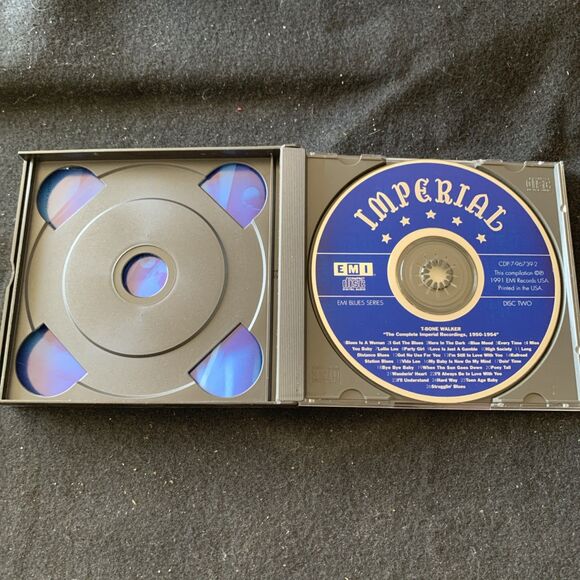 IMPERIAL
EMI
COMPACT
disc
DIGITAL AUDIO
EMI BLUES SERIES
CDP-7-96739-2
This compilation ©℗
1991 EMI Records USA
Printed in the USA.
DISC TWO
T-BONE WALKER
"The Complete Imperial Recordings, 1950-1954"
Blues Is A Woman I Got The Blues Here In The Dark Blue Mood Every Time I Miss
You Baby Lollie Lou Party Girl Love Is Just A Gamble High Society Long
Distance Blues Got No Use For You I'm Still In Love With You Railroad
Station Blues Vida Lee My Baby Is Now On My Mind Doin' Time
Bye Bye Baby When The Sun Goes Down Pony Tail
Wanderin' Heart I'll Always Be In Love With You
I'll Understand Hard Way Teen Age Baby
Strugglin' Blues